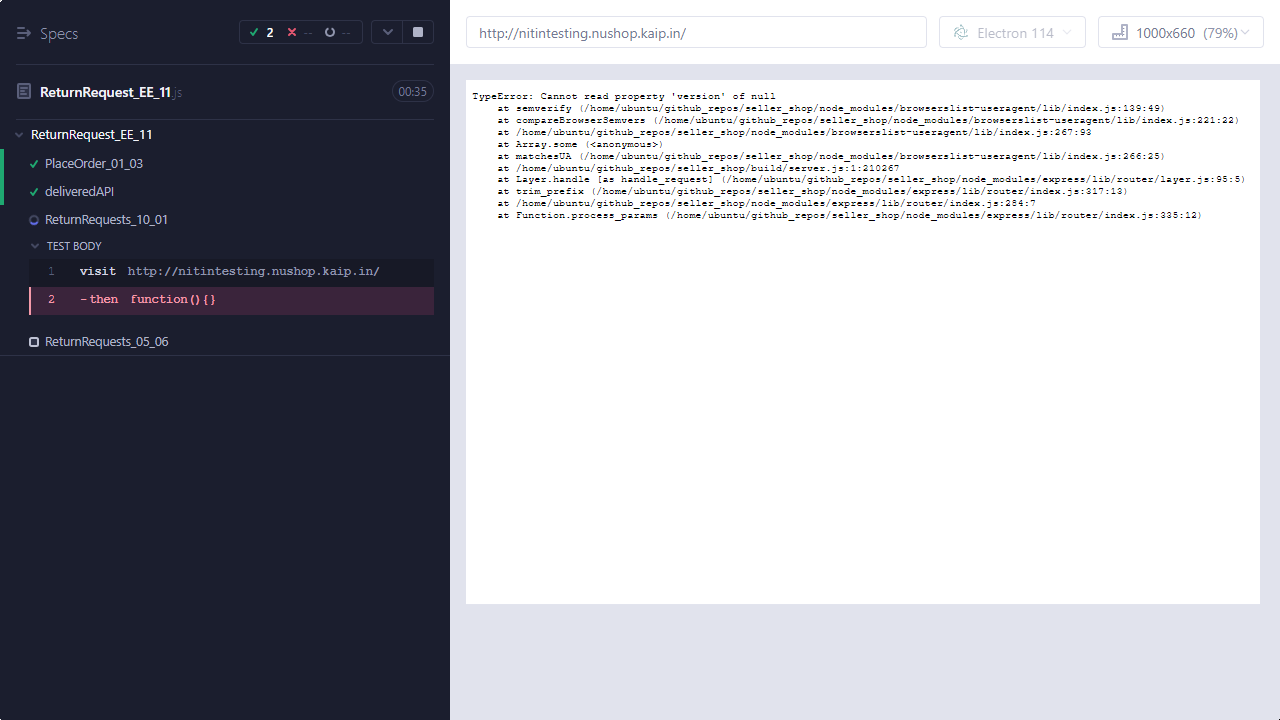 Specs
2
--
--
ReturnRequest_EE_11.js
00:35
ReturnRequest_EE_11
PlaceOrder_01_03
deliveredAPI
ReturnRequests_10_01
TEST BODY
1 visit http://nitintesting.nushop.kaip.in/
2 -then function(){}
ReturnRequests_05_06
http://nitintesting.nushop.kaip.in/
Electron 114
1000x660 (79%)
TypeError: Cannot read property 'version' of null
at semverify (/home/ubuntu/github_repos/seller_shop/node_modules/browserslist-useragent/lib/index.js:139:49)
at compareBrowserSemvers (/home/ubuntu/github_repos/seller_shop/node_modules/browserslist-useragent/lib/index.js:221:22)
at /home/ubuntu/github_repos/seller_shop/node_modules/browserslist-useragent/lib/index.js:267:93
at Array.some (<anonymous>)
at matchesUA (/home/ubuntu/github_repos/seller_shop/node_modules/browserslist-useragent/lib/index.js:266:25)
at /home/ubuntu/github_repos/seller_shop/build/server.js:1:210267
at Layer.handle [as handle_request] (/home/ubuntu/github_repos/seller_shop/node_modules/express/lib/router/layer.js:95:5)
at trim_prefix (/home/ubuntu/github_repos/seller_shop/node_modules/express/lib/router/index.js:317:13)
at /home/ubuntu/github_repos/seller_shop/node_modules/express/lib/router/index.js:284:7
at Function.process_params (/home/ubuntu/github_repos/seller_shop/node_modules/express/lib/router/index.js:335:12)